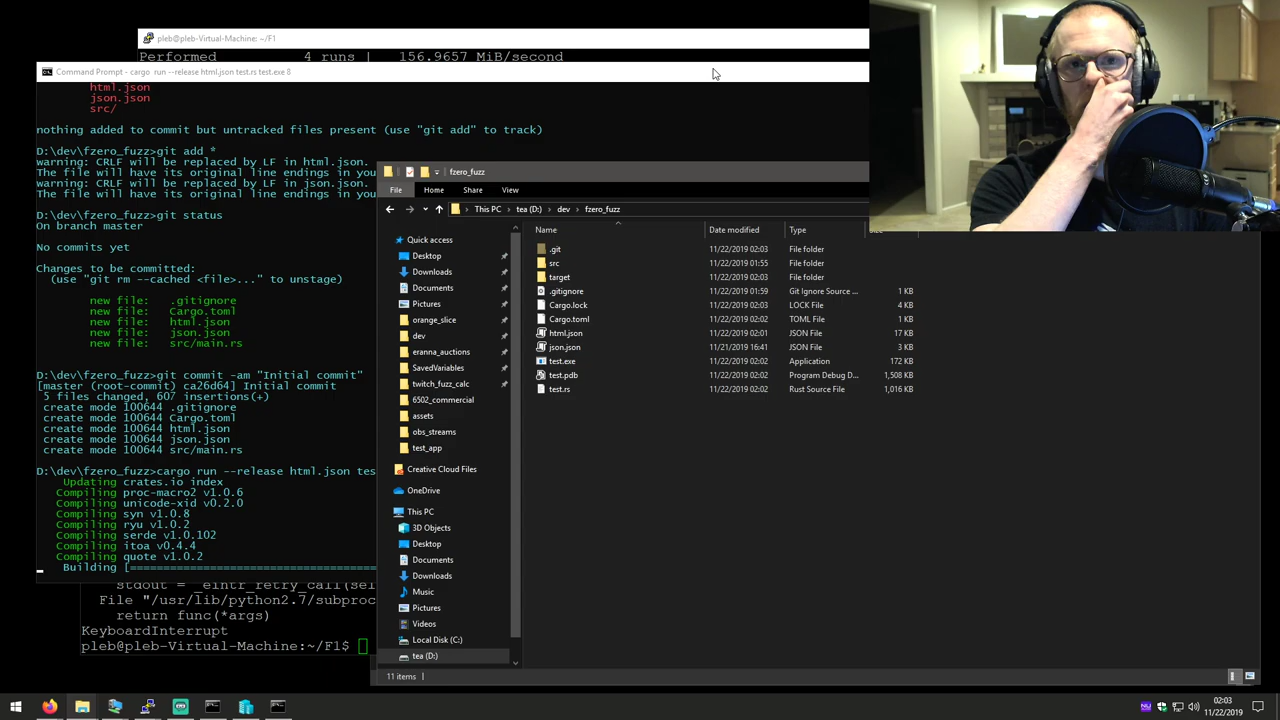 pleb@pleb-Virtual-Machine: ~/F1
Performed 4 runs | 156.9657 MiB/second
Command Prompt - cargo run --release html.json test.rs test.exe 8
html.json
json.json
src/
nothing added to commit but untracked files present (use "git add" to track)
D:\dev\fzero_fuzz>git add *
warning: CRLF will be replaced by LF in html.json.
The file will have its original line endings in you
warning: CRLF will be replaced by LF in json.json.
The file will have its original line endings in you
D:\dev\fzero_fuzz>git status
On branch master
No commits yet
Changes to be committed:
(use "git rm --cached <file>..." to unstage)
new file: .gitignore
new file: Cargo.toml
new file: html.json
new file: json.json
new file: src/main.rs
D:\dev\fzero_fuzz>git commit -am "Initial commit"
[master (root-commit) ca26d64] Initial commit
5 files changed, 607 insertions(+)
create mode 100644 .gitignore
create mode 100644 Cargo.toml
create mode 100644 html.json
create mode 100644 json.json
create mode 100644 src/main.rs
D:\dev\fzero_fuzz>cargo run --release html.json tes
Updating crates.io index
Compiling proc-macro2 v1.0.6
Compiling unicode-xid v0.2.0
Compiling syn v1.0.8
Compiling ryu v1.0.2
Compiling serde v1.0.102
Compiling itoa v0.4.4
Compiling quote v1.0.2
Building [=====================================
stdout = _eintr_retry_call(sel
File "/usr/lib/python2.7/subproc
return func(*args)
KeyboardInterrupt
pleb@pleb-Virtual-Machine:~/F1$
fzero_fuzz
File Home Share View
This PC tea (D:) dev fzero_fuzz
Quick access
Desktop
Downloads
Documents
Pictures
orange_slice
dev
eranna_auctions
SavedVariables
twitch_fuzz_calc
6502_commercial
assets
obs_streams
test_app
Creative Cloud Files
OneDrive
This PC
3D Objects
Desktop
Documents
Downloads
Music
Pictures
Videos
Local Disk (C:)
tea (D:)
Name Date modified Type
.git 11/22/2019 02:03 File folder
src 11/22/2019 01:55 File folder
target 11/22/2019 02:03 File folder
.gitignore 11/22/2019 01:59 Git Ignore Source ... 1 KB
Cargo.lock 11/22/2019 02:03 LOCK File 4 KB
Cargo.toml 11/22/2019 02:02 TOML File 1 KB
html.json 11/22/2019 02:01 JSON File 17 KB
json.json 11/21/2019 16:41 JSON File 3 KB
test.exe 11/22/2019 02:02 Application 172 KB
test.pdb 11/22/2019 02:02 Program Debug D... 1,508 KB
test.rs 11/22/2019 02:02 Rust Source File 1,016 KB
11 items
02:03
11/22/2019